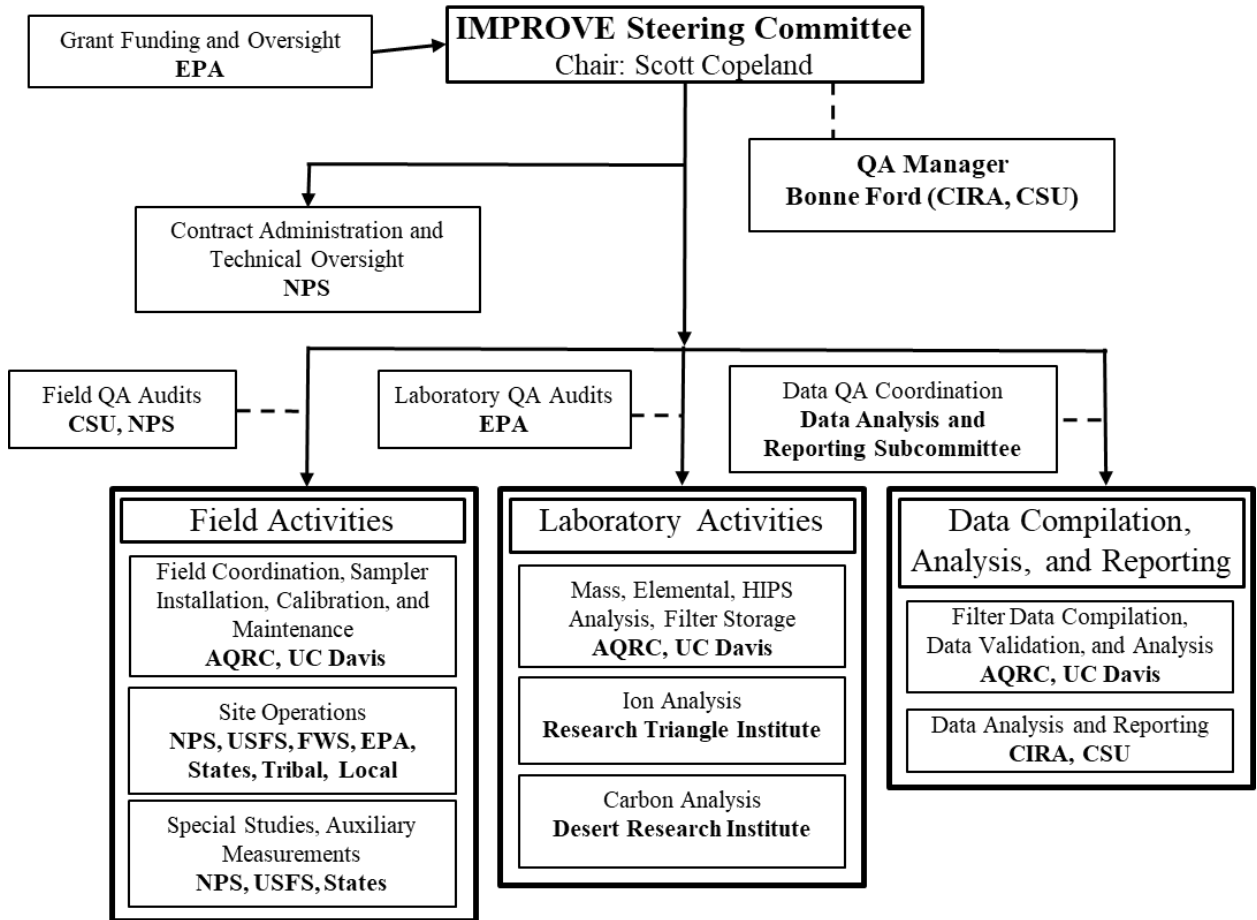 Grant Funding and Oversight
EPA
IMPROVE Steering Committee
Chair: Scott Copeland
QA Manager
Bonne Ford (CIRA, CSU)
Contract Administration and
Technical Oversight
NPS
Field QA Audits
CSU, NPS
Laboratory QA Audits
EPA
Data QA Coordination
Data Analysis and
Reporting Subcommittee
Field Activities
Field Coordination, Sampler
Installation, Calibration, and
Maintenance
AQRC, UC Davis
Site Operations
NPS, USFS, FWS, EPA,
States, Tribal, Local
Special Studies, Auxiliary
Measurements
NPS, USFS, States
Laboratory Activities
Mass, Elemental, HIPS
Analysis, Filter Storage
AQRC, UC Davis
Ion Analysis
Research Triangle Institute
Carbon Analysis
Desert Research Institute
Data Compilation,
Analysis, and Reporting
Filter Data Compilation,
Data Validation, and Analysis
AQRC, UC Davis
Data Analysis and Reporting
CIRA, CSU